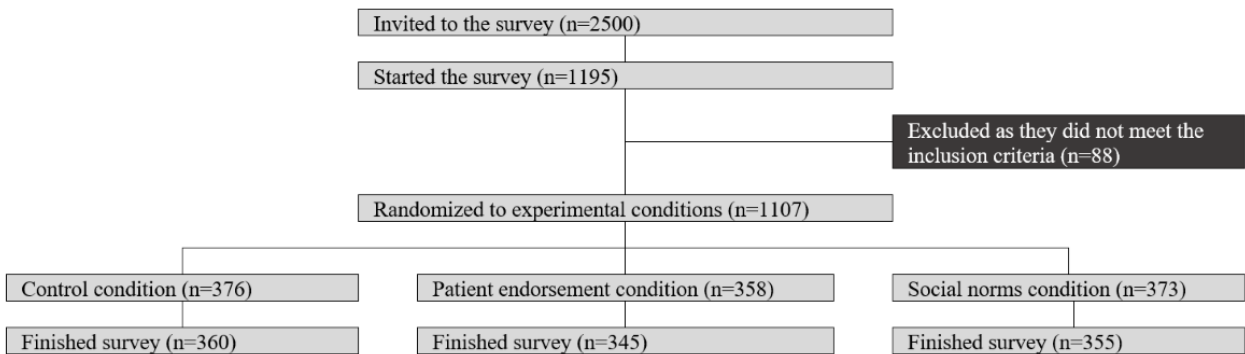 Invited to the survey (n=2500)
Started the survey (n=1195)
Excluded as they did not meet the
inclusion criteria (n=88)
Randomized to experimental conditions (n=1107)
Control condition (n=376)
Patient endorsement condition (n=358)
Social norms condition (n=373)
Finished survey (n=360)
Finished survey (n=345)
Finished survey (n=355)